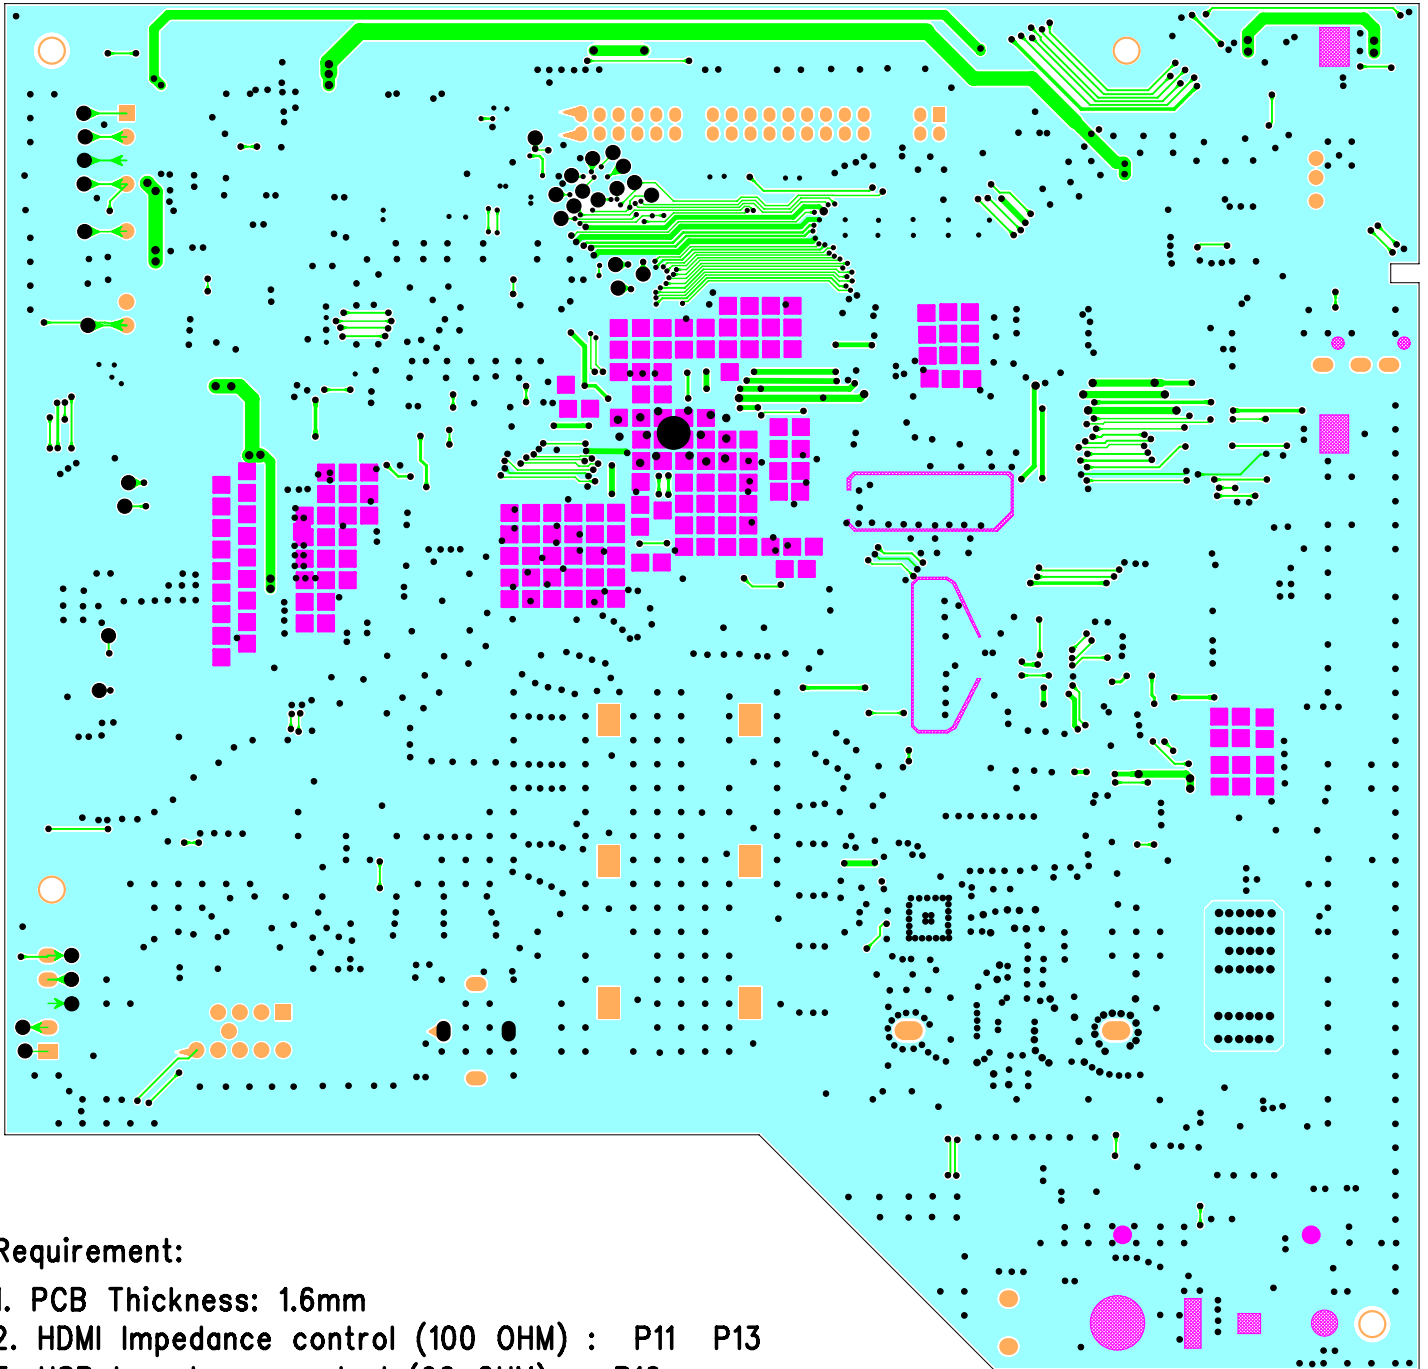 Requirement:
1. PCB Thickness: 1.6mm
2. HDMI Impedance control (100 OHM) : P11 P13